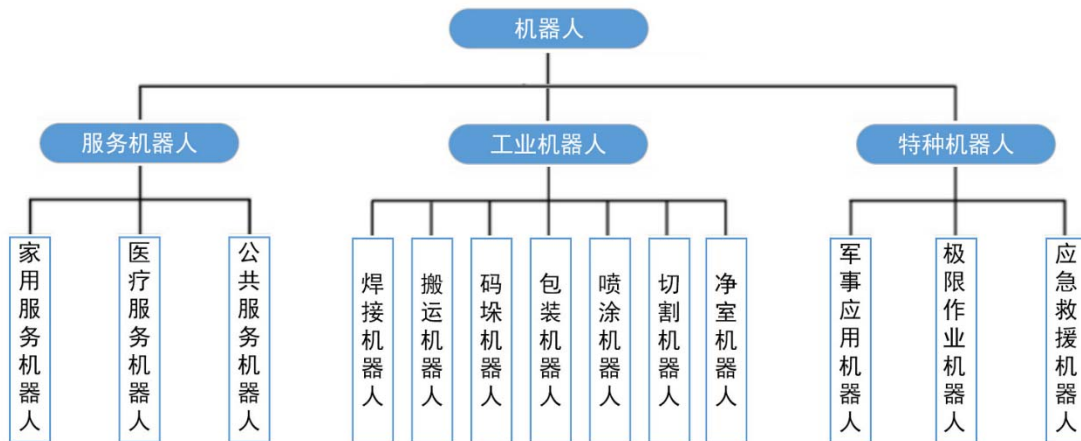 机器人
服务机器人
工业机器人
特种机器人
家用服务机器人
医疗服务机器人
公共服务机器人
焊接机器人
搬运机器人
码垛机器人
包装机器人
喷涂机器人
切割机器人
净室机器人
军事应用机器人
极限作业机器人
应急救援机器人